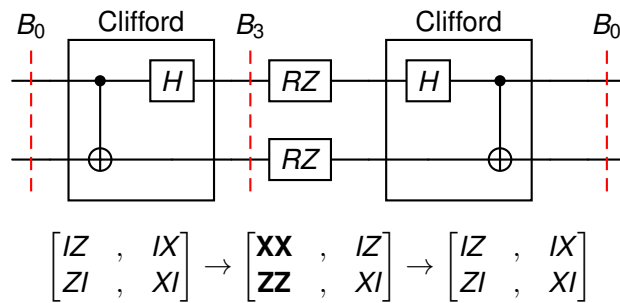 Clifford Clifford
B₀ B₃ B₀
H RZ H
RZ
[IZ , IX] → [XX , IZ] → [IZ , IX]
[ZI , XI] [ZZ , XI] [ZI , XI]